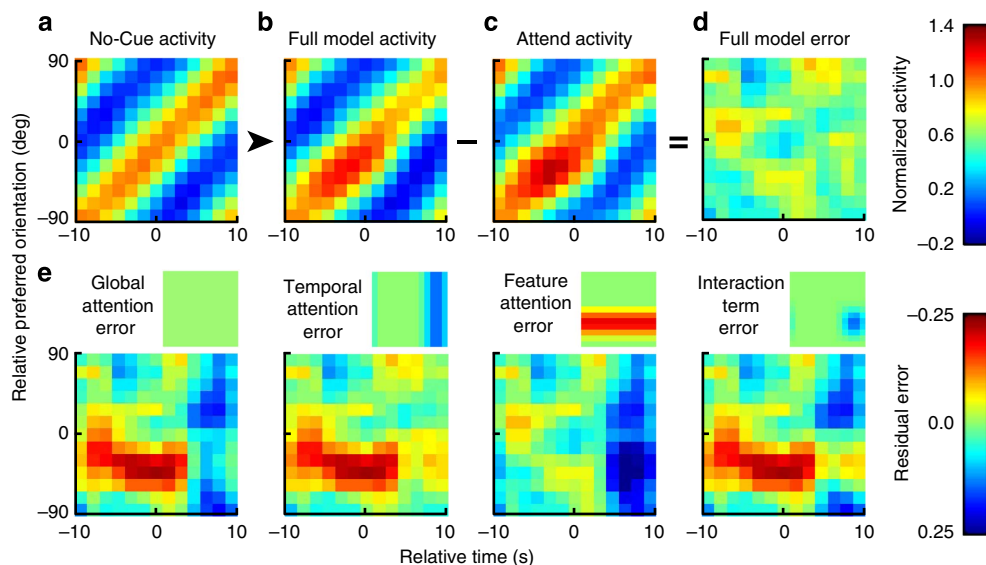 a
No-Cue activity
b
Full model activity
c
Attend activity
d
Full model error
Relative preferred orientation (deg)
90
0
−90
−10 0 10
−10 0 10
−10 0 10
−10 0 10
Normalized activity
1.4
1.0
0.6
0.2
−0.2
e
Global
attention
error
Temporal
attention
error
Feature
attention
error
Interaction
term
error
90
0
−90
−10 0 10
−10 0 10
−10 0 10
−10 0 10
Relative time (s)
Residual error
−0.25
0.0
0.25